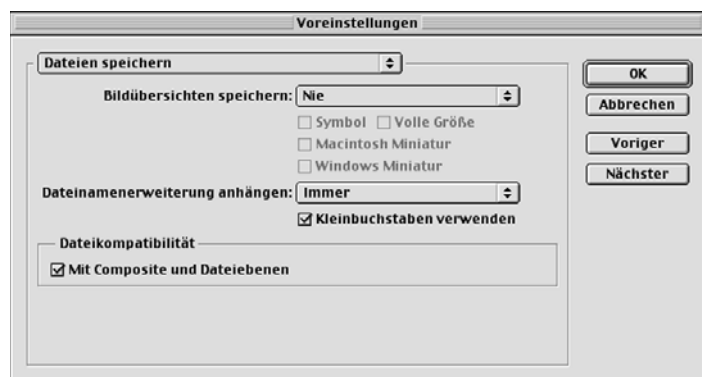 Voreinstellungen
Dateien speichern
Bildübersichten speichern: Nie
Symbol Volle Größe
Macintosh Miniatur
Windows Miniatur
Dateinamenerweiterung anhängen: Immer
Kleinbuchstaben verwenden
Dateikompatibilität
Mit Composite und Dateiebenen
OK
Abbrechen
Voriger
Nächster